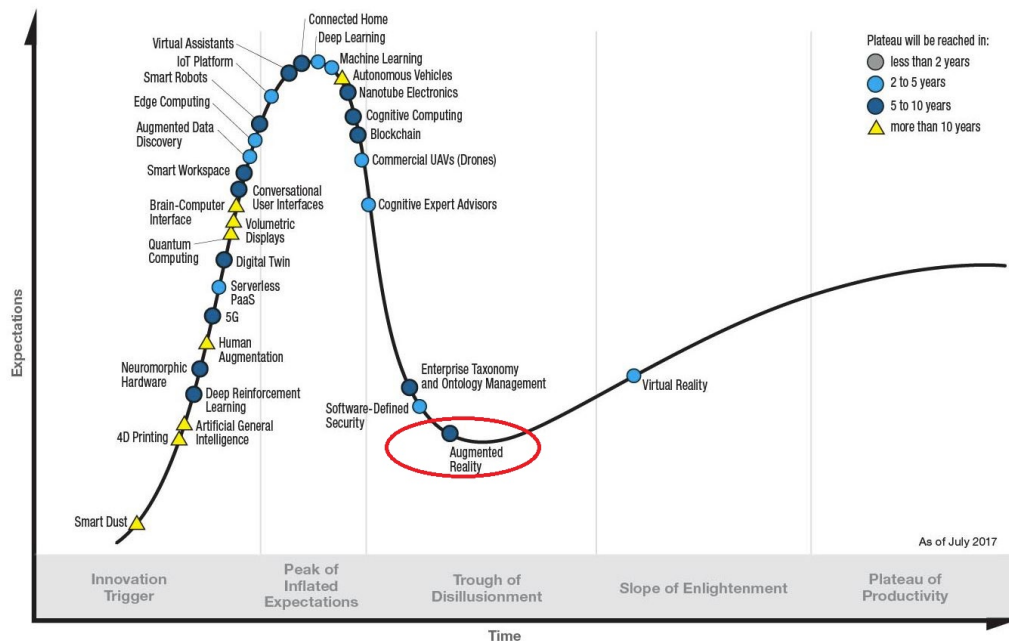 Connected Home
Deep Learning
Virtual Assistants
Machine Learning
IoT Platform
Autonomous Vehicles
Smart Robots
Nanotube Electronics
Edge Computing
Cognitive Computing
Augmented Data
Discovery
Blockchain
Commercial UAVs (Drones)
Smart Workspace
Conversational
User Interfaces
Cognitive Expert Advisors
Brain-Computer
Interface
Volumetric
Displays
Quantum
Computing
Digital Twin
Serverless
PaaS
5G
Human
Augmentation
Neuromorphic
Hardware
Deep Reinforcement
Learning
Artificial General
Intelligence
4D Printing
Smart Dust
Enterprise Taxonomy
and Ontology Management
Software-Defined
Security
Augmented
Reality
Virtual Reality
Plateau will be reached in:
less than 2 years
2 to 5 years
5 to 10 years
more than 10 years
As of July 2017
Expectations
Innovation
Trigger
Peak of
Inflated
Expectations
Trough of
Disillusionment
Slope of Enlightenment
Plateau of
Productivity
Time